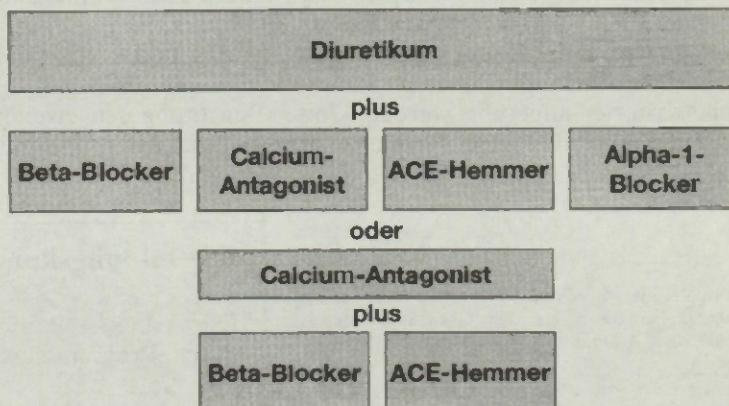 Diuretikum
plus
Beta-Blocker
Calcium-
Antagonist
ACE-Hemmer
Alpha-1-
Blocker
oder
Calcium-Antagonist
plus
Beta-Blocker
ACE-Hemmer